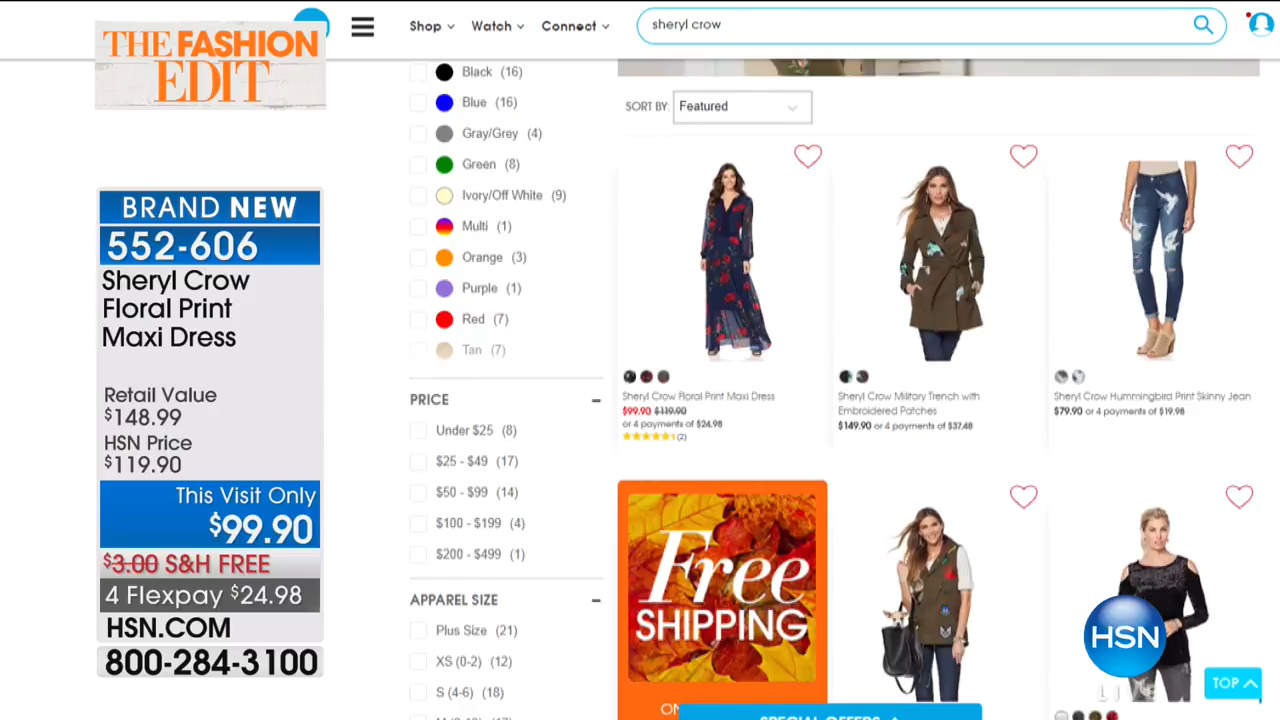 THE FASHION
EDIT
BRAND NEW
552-606
Sheryl Crow
Floral Print
Maxi Dress
Retail Value
$148.99
HSN Price
$119.90
This Visit Only
$99.90
$3.00 S&H FREE
4 Flexpay $24.98
HSN.COM
800-284-3100
Shop
Watch
Connect
sheryl crow
Black (16)
Blue (16)
Gray/Grey (4)
Green (8)
Ivory/Off White (9)
Multi (1)
Orange (3)
Purple (1)
Red (7)
Tan (7)
PRICE
Under $25 (8)
$25 - $49 (17)
$50 - $99 (14)
$100 - $199 (4)
$200 - $499 (1)
APPAREL SIZE
Plus Size (21)
XS (0-2) (12)
S (4-6) (18)
SORT BY: Featured
Sheryl Crow Floral Print Maxi Dress
$99.90 $119.90
or 4 payments of $24.98
(2)
Sheryl Crow Military Trench with
Embroidered Patches
$149.90 or 4 payments of $37.48
Sheryl Crow Hummingbird Print Skinny Jean
$79.90 or 4 payments of $19.98
Free
SHIPPING
SPECIAL OFFERS
HSN
LIVE
TOP